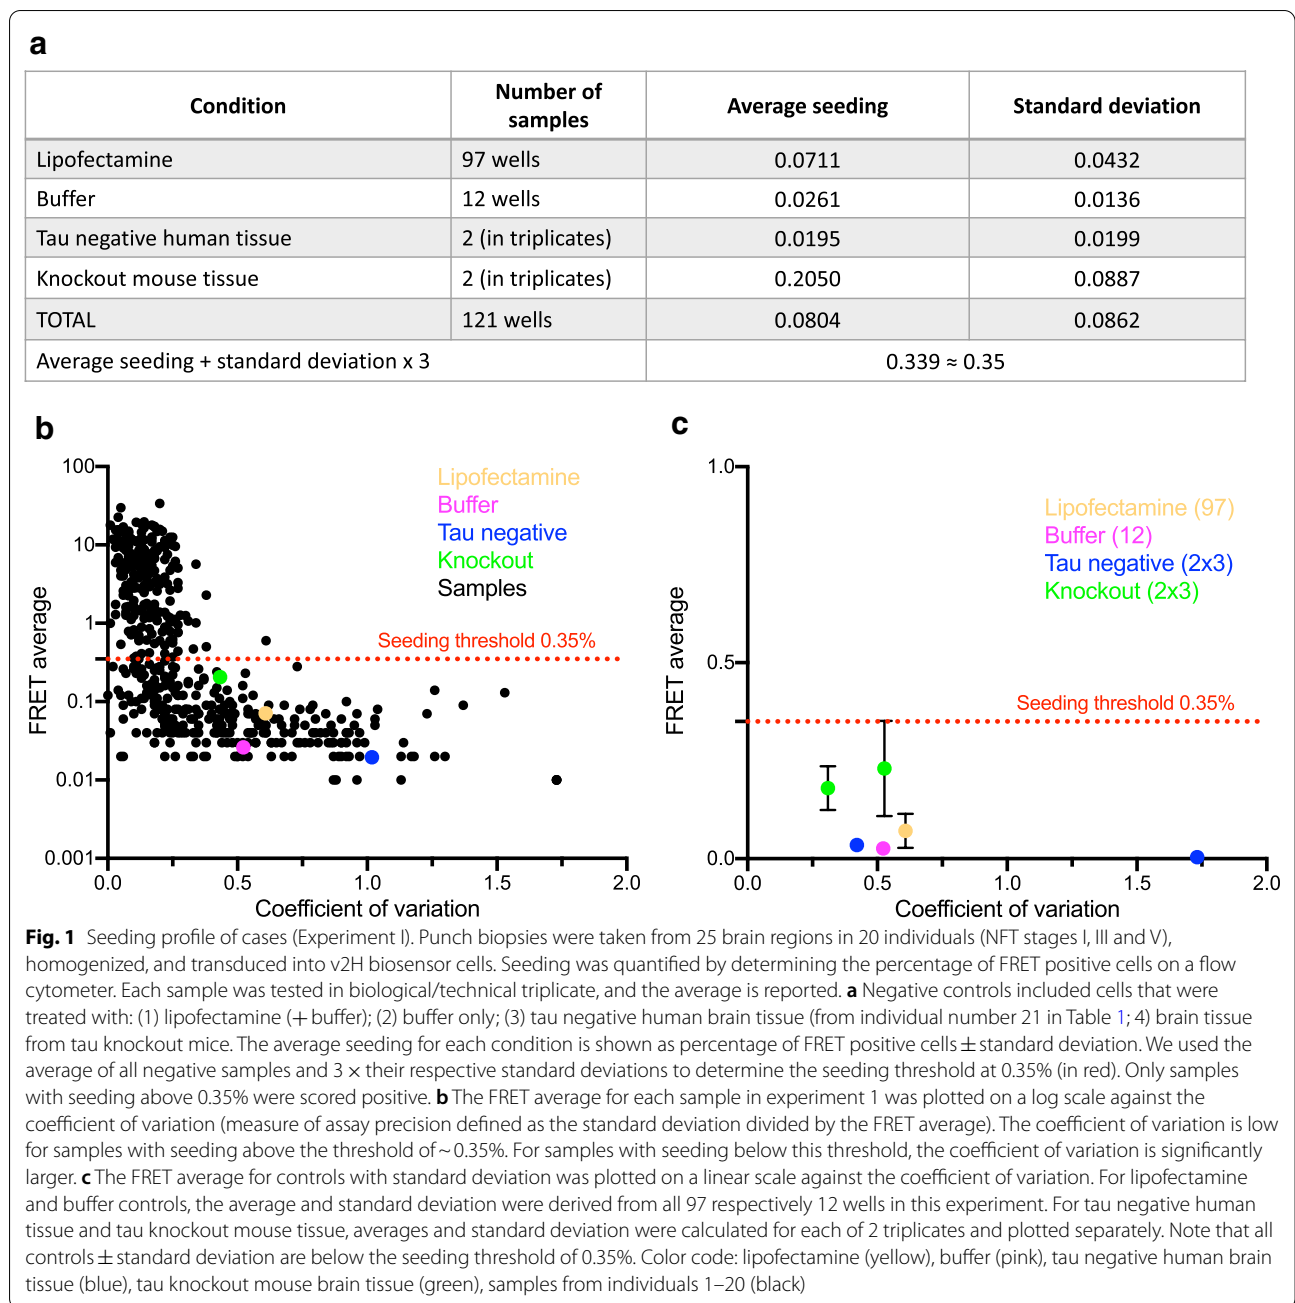 a
Condition
Number of samples
Average seeding
Standard deviation
Lipofectamine 97 wells 0.0711 0.0432
Buffer 12 wells 0.0261 0.0136
Tau negative human tissue 2 (in triplicates) 0.0195 0.0199
Knockout mouse tissue 2 (in triplicates) 0.2050 0.0887
TOTAL 121 wells 0.0804 0.0862
Average seeding + standard deviation x 3 0.339 ≈ 0.35
b
100
10
1
0.1
0.01
0.001
FRET average
0.0 0.5 1.0 1.5 2.0
Coefficient of variation
Lipofectamine
Buffer
Tau negative
Knockout
Samples
Seeding threshold 0.35%
c
1.0
0.5
0.0
FRET average
0.0 0.5 1.0 1.5 2.0
Coefficient of variation
Lipofectamine (97)
Buffer (12)
Tau negative (2x3)
Knockout (2x3)
Seeding threshold 0.35%
Fig. 1 Seeding profile of cases (Experiment I). Punch biopsies were taken from 25 brain regions in 20 individuals (NFT stages I, III and V),
homogenized, and transduced into v2H biosensor cells. Seeding was quantified by determining the percentage of FRET positive cells on a flow
cytometer. Each sample was tested in biological/technical triplicate, and the average is reported. a Negative controls included cells that were
treated with: (1) lipofectamine (+ buffer); (2) buffer only; (3) tau negative human brain tissue (from individual number 21 in Table 1; 4) brain tissue
from tau knockout mice. The average seeding for each condition is shown as percentage of FRET positive cells ± standard deviation. We used the
average of all negative samples and 3 × their respective standard deviations to determine the seeding threshold at 0.35% (in red). Only samples
with seeding above 0.35% were scored positive. b The FRET average for each sample in experiment 1 was plotted on a log scale against the
coefficient of variation (measure of assay precision defined as the standard deviation divided by the FRET average). The coefficient of variation is low
for samples with seeding above the threshold of ~ 0.35%. For samples with seeding below this threshold, the coefficient of variation is significantly
larger. c The FRET average for controls with standard deviation was plotted on a linear scale against the coefficient of variation. For lipofectamine
and buffer controls, the average and standard deviation were derived from all 97 respectively 12 wells in this experiment. For tau negative human
tissue and tau knockout mouse tissue, averages and standard deviation were calculated for each of 2 triplicates and plotted separately. Note that all
controls ± standard deviation are below the seeding threshold of 0.35%. Color code: lipofectamine (yellow), buffer (pink), tau negative human brain
tissue (blue), tau knockout mouse brain tissue (green), samples from individuals 1–20 (black)